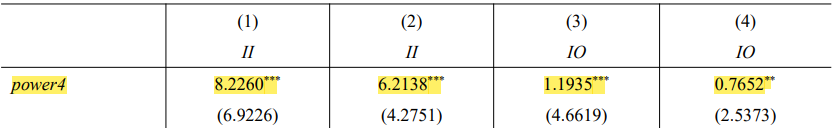 (1) (2) (3) (4)
II II IO IO
power4 8.2260*** 6.2138*** 1.1935*** 0.7652**
(6.9226) (4.2751) (4.6619) (2.5373)